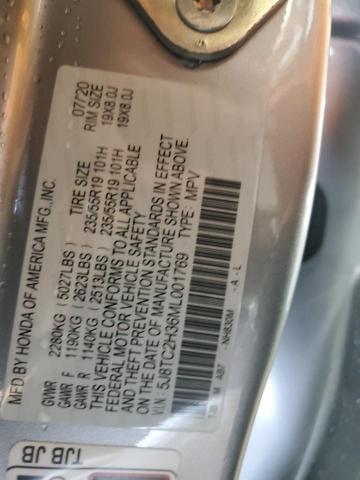 MFD BY HONDA OF AMERICA MFG., INC. 07/'20
TIRE SIZE RIM SIZE
GVWR 2280KG (5027LBS)
GAWR F 1190KG (2623LBS) 235/55R19 101H 19X8.0J
GAWR R 1140KG (2513LBS) 235/55R19 101H 19X8.0J
THIS VEHICLE CONFORMS TO ALL APPLICABLE
FEDERAL MOTOR VEHICLE SAFETY
AND THEFT PREVENTION STANDARDS IN EFFECT
ON THE DATE OF MANUFACTURE SHOWN ABOVE.
V.I.N.: 5J8TC2H36ML001769 TYPE: MPV
M AB7 -NH830M -A-L
TJB JB